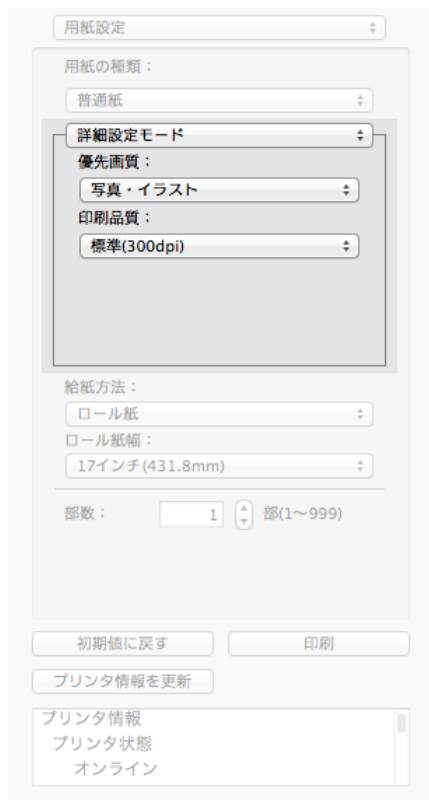 用紙設定
用紙の種類：
普通紙
詳細設定モード
優先画質：
写真・イラスト
印刷品質：
標準(300dpi)
給紙方法：
ロール紙
ロール紙幅：
17インチ(431.8mm)
部数： 1 部(1〜999)
初期値に戻す 印刷
プリンタ情報を更新
プリンタ情報
プリンタ状態
オンライン